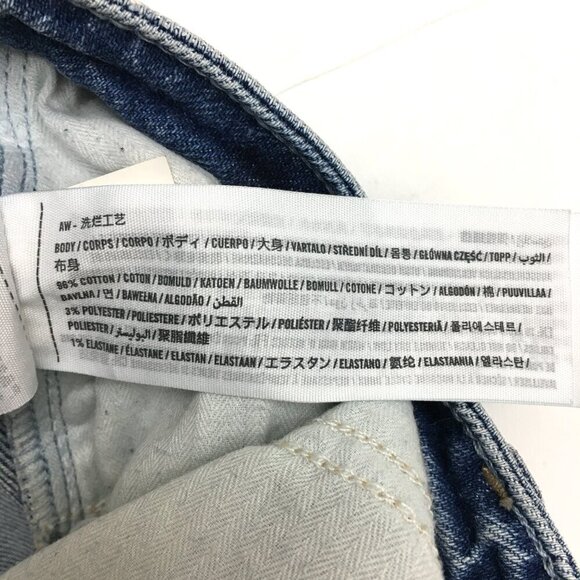 AW - 洗烂工艺
BODY / CORPS / CORPO / ボディ / CUERPO / 大身 / VARTALO / STŘEDNÍ DÍL / 몸통 / GŁÓWNA CZĘŚĆ / TOPP / الثوب /
布身
96% COTTON / COTON / BOMULD / KATOEN / BAUMWOLLE / BOMULL / COTONE / コットン / ALGODÓN / 棉 / PUUVILLAA /
BAVLNA / 면 / BAWEŁNA / ALGODÃO / القطن
3% POLYESTER / POLIESTERE / ポリエステル / POLIÉSTER / 聚酯纤维 / POLYESTERIÄ / 폴리에스테르 /
POLIESTER / البوليستر / 聚脂纖維
1% ELASTANE / ÉLASTANE / ELASTAN / ELASTAAN / エラスタン / ELASTANO / 氨纶 / ELASTAANIA / 엘라스탄 /